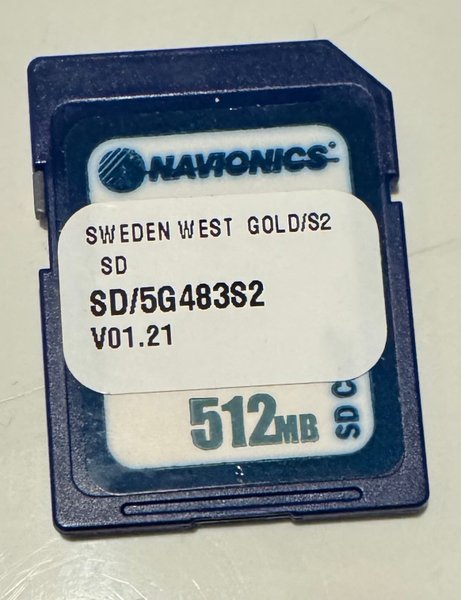 NAVIONICS
SWEDEN WEST GOLD/S2
SD
SD/5G483S2
V01.21
512MB
SD C